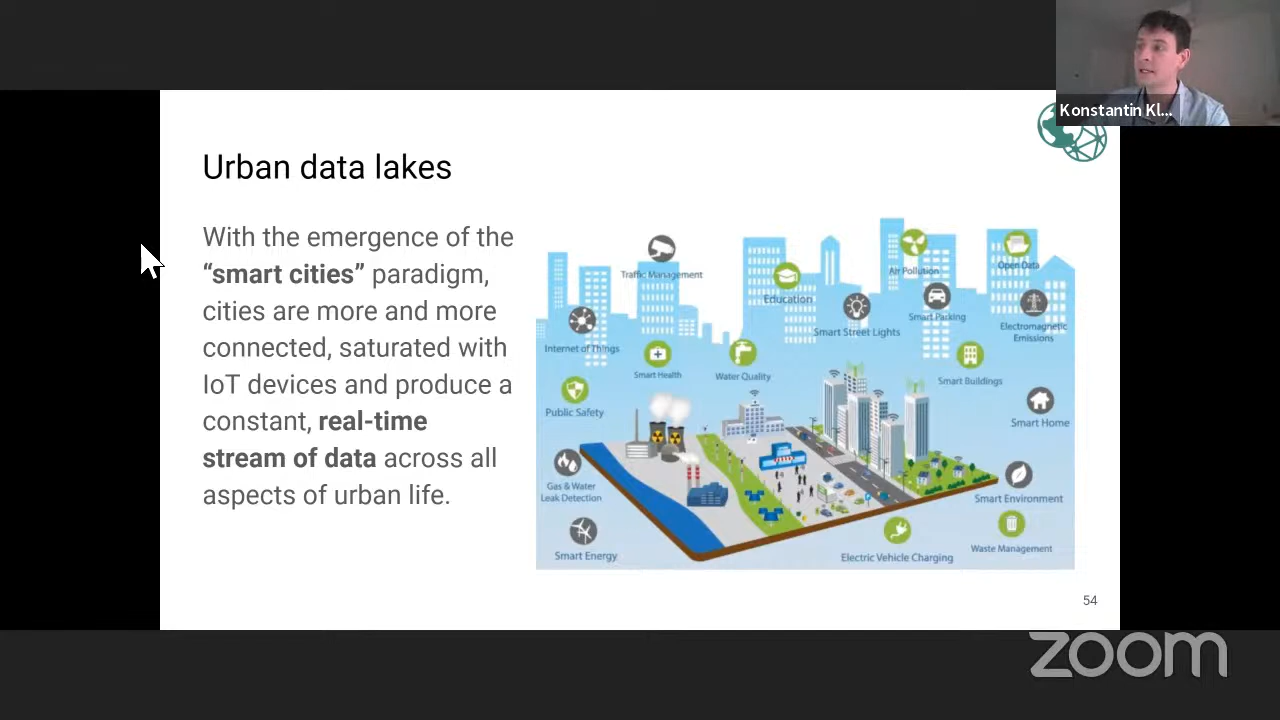 Konstantin Kl...
Urban data lakes
With the emergence of the
“smart cities” paradigm,
cities are more and more
connected, saturated with
IoT devices and produce a
constant, real-time
stream of data across all
aspects of urban life.
Traffic Management
Education
Air Pollution
Open Data
Internet of Things
Smart Street Lights
Smart Parking
Electromagnetic
Emissions
Smart Health
Water Quality
Smart Buildings
Public Safety
Smart Home
Gas & Water
Leak Detection
Smart Environment
Smart Energy
Electric Vehicle Charging
Waste Management
54
zoom